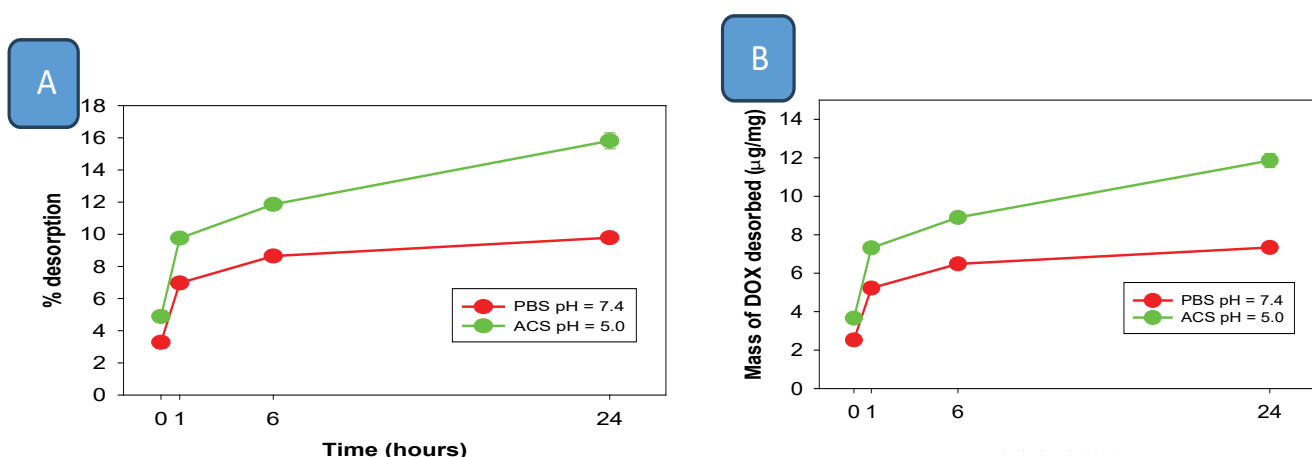 A
18
16
14
12
10
8
6
4
2
0
% desorption
PBS pH = 7.4
ACS pH = 5.0
0 1 6 24
Time (hours)
B
14
12
10
8
6
4
2
0
Mass of DOX desorbed (μg/mg)
PBS pH = 7.4
ACS pH = 5.0
0 1 6 24